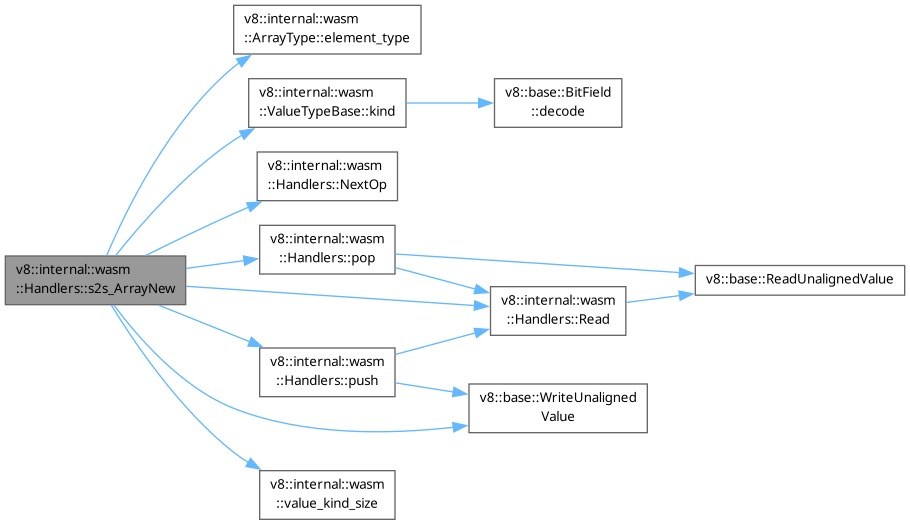 v8::internal::wasm
::ArrayType::element_type
v8::internal::wasm
::ValueTypeBase::kind
v8::base::BitField
::decode
v8::internal::wasm
::Handlers::NextOp
v8::internal::wasm
::Handlers::pop
v8::internal::wasm
::Handlers::s2s_ArrayNew
v8::base::ReadUnalignedValue
v8::internal::wasm
::Handlers::Read
v8::internal::wasm
::Handlers::push
v8::base::WriteUnaligned
Value
v8::internal::wasm
::value_kind_size